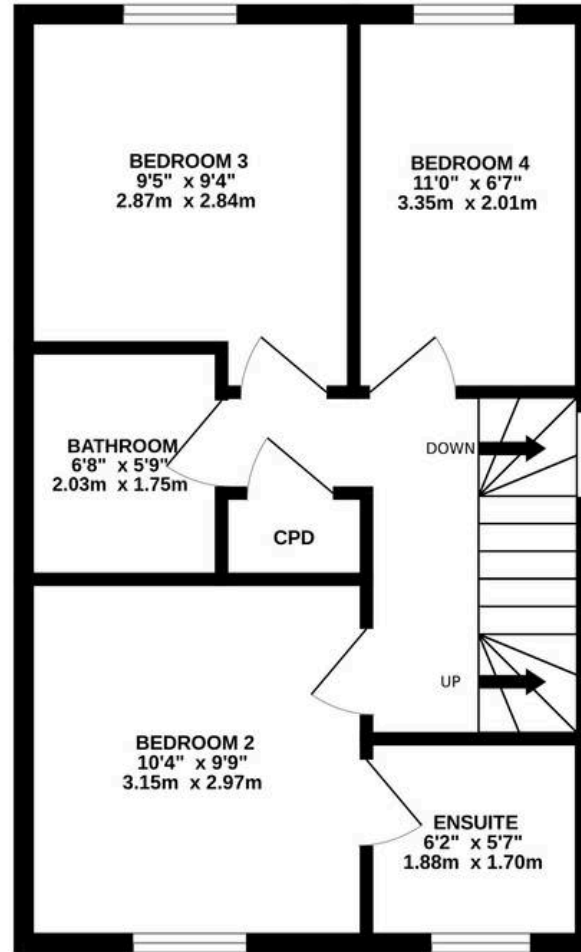 BEDROOM 3
9'5" x 9'4"
2.87m x 2.84m
BEDROOM 4
11'0" x 6'7"
3.35m x 2.01m
BATHROOM
6'8" x 5'9"
2.03m x 1.75m
DOWN
CPD
UP
BEDROOM 2
10'4" x 9'9"
3.15m x 2.97m
ENSUITE
6'2" x 5'7"
1.88m x 1.70m